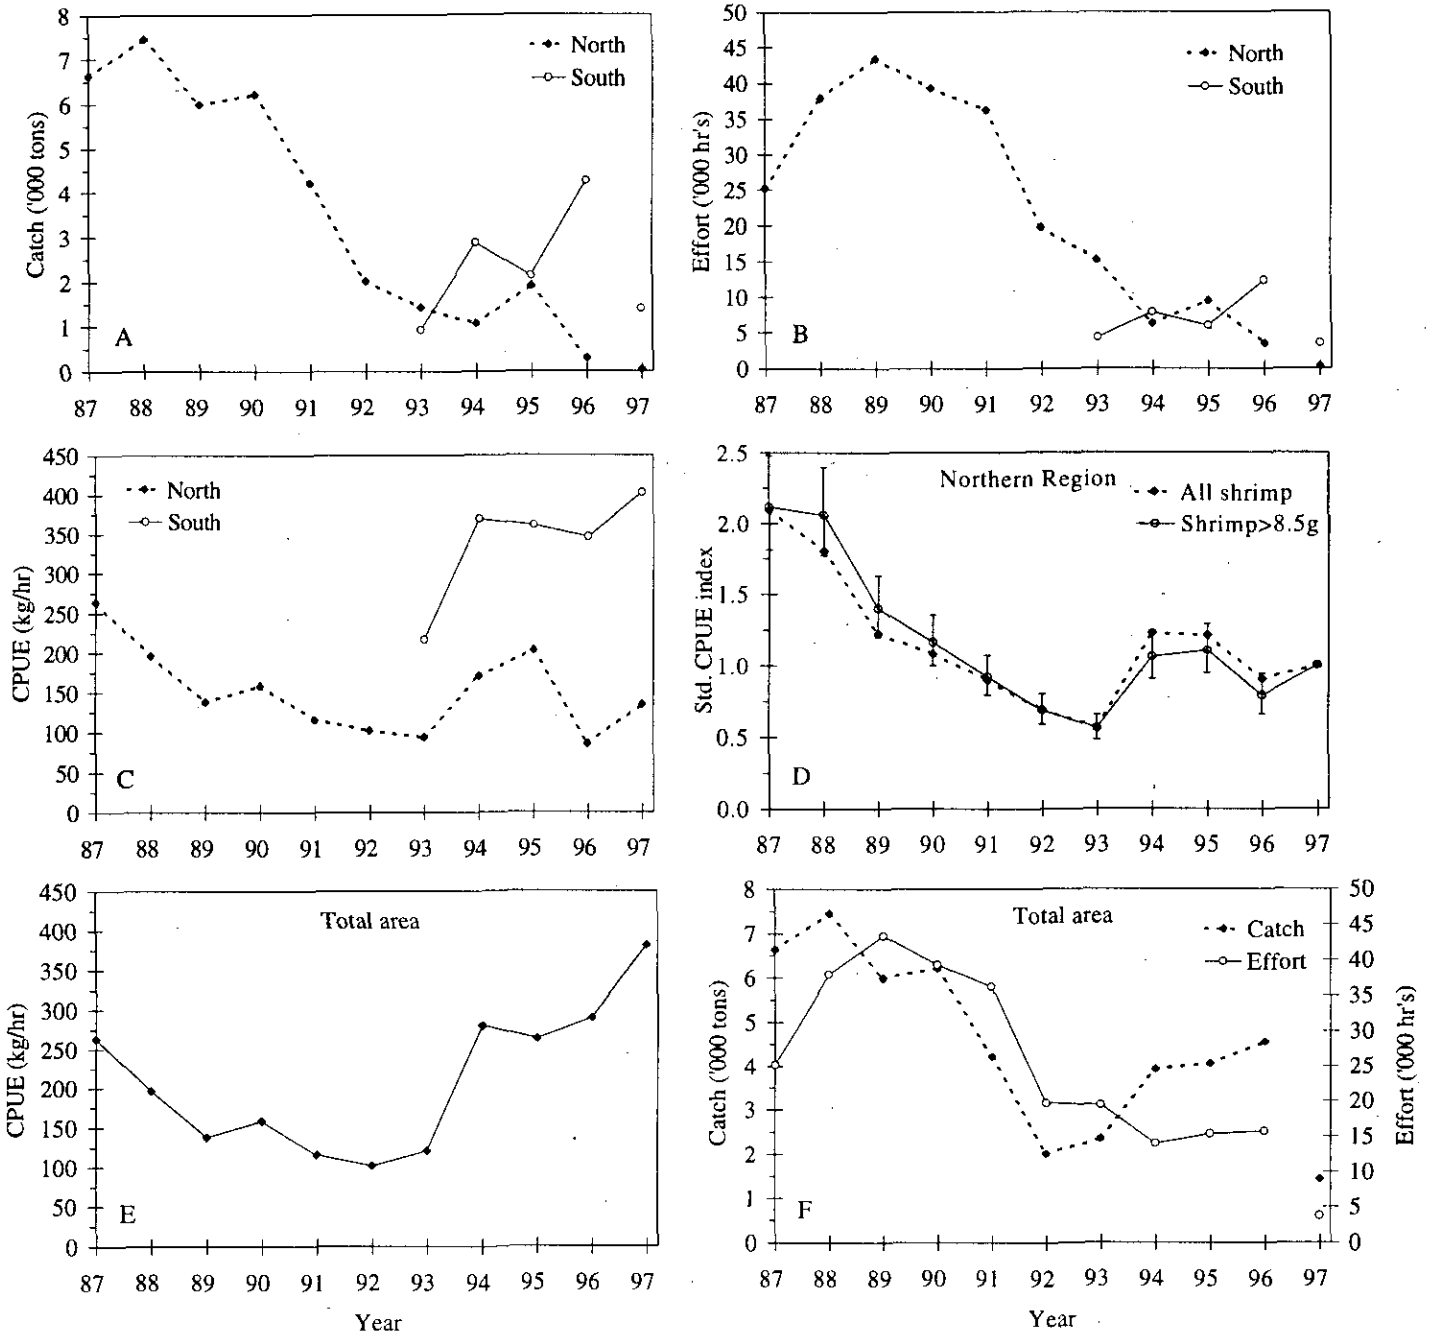 8
7
6
5
4
3
2
1
0
Catch ('000 tons)
North
South
A
87 88 89 90 91 92 93 94 95 96 97
50
45
40
35
30
25
20
15
10
5
0
Effort ('000 hr's)
North
South
B
87 88 89 90 91 92 93 94 95 96 97
450
400
350
300
250
200
150
100
50
0
CPUE (kg/hr)
North
South
C
87 88 89 90 91 92 93 94 95 96 97
2.5
2.0
1.5
1.0
0.5
0.0
Std. CPUE index
Northern Region
All shrimp
Shrimp>8.5g
D
87 88 89 90 91 92 93 94 95 96 97
450
400
350
300
250
200
150
100
50
0
CPUE (kg/hr)
Total area
E
87 88 89 90 91 92 93 94 95 96 97
Year
8
7
6
5
4
3
2
1
0
Catch ('000 tons)
Total area
Catch
Effort
F
50
45
40
35
30
25
20
15
10
5
0
Effort ('000 hr's)
87 88 89 90 91 92 93 94 95 96 97
Year